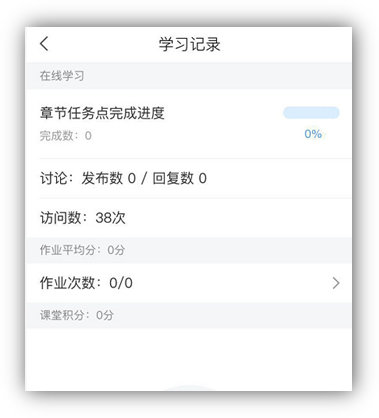 学习记录
在线学习
章节任务点完成进度
完成数：0
0%
讨论：发布数 0 / 回复数 0
访问数：38次
作业平均分：0分
作业次数：0/0
课堂积分：0分